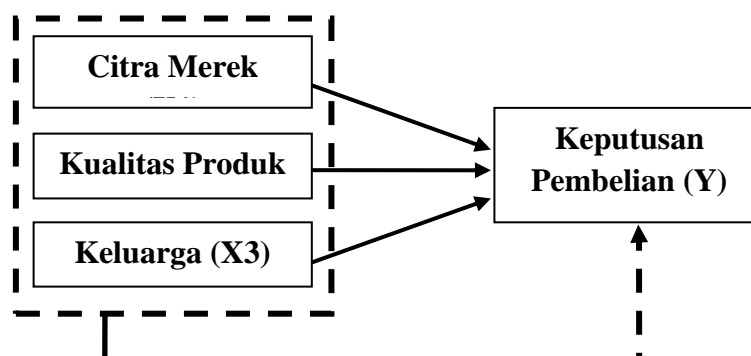 Citra Merek
Kualitas Produk
Keluarga (X3)
Keputusan
Pembelian (Y)